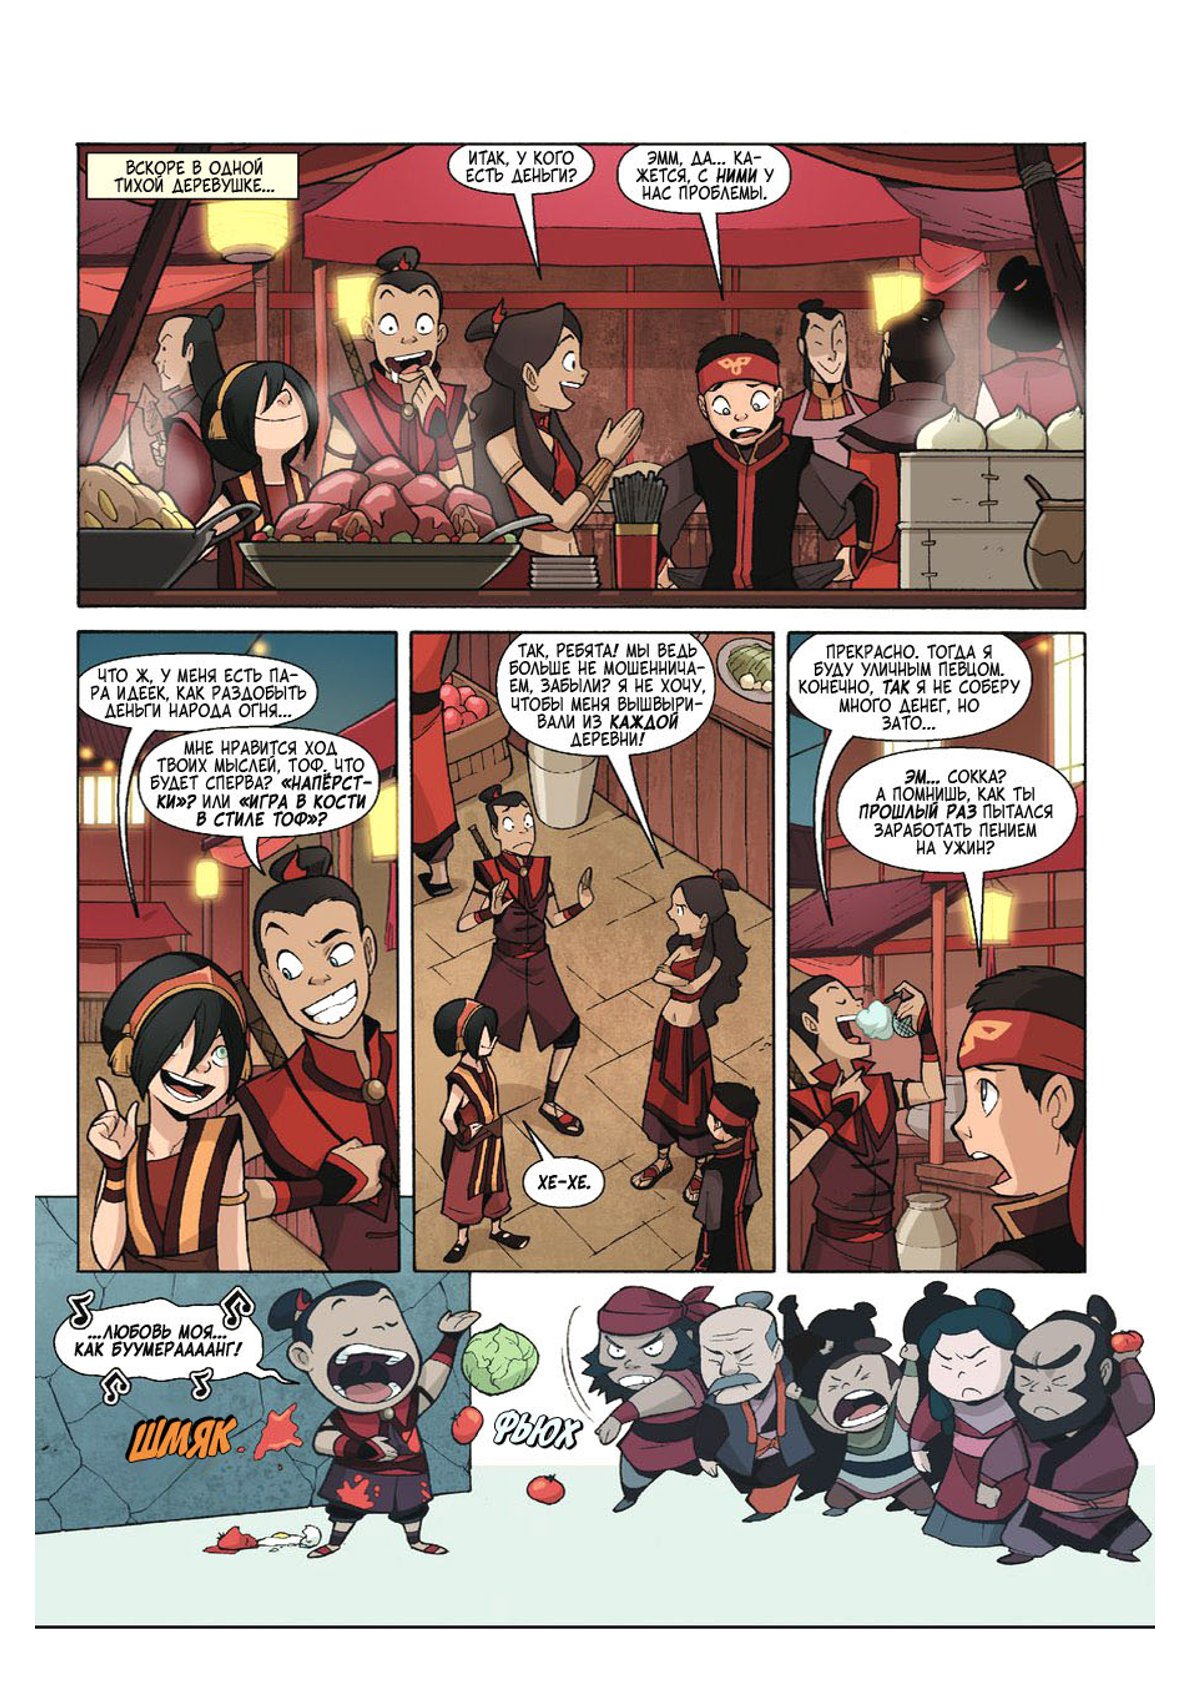 ВСКОРЕ В ОДНОЙ
ТИХОЙ ДЕРЕВУШКЕ...
ИТАК, У КОГО
ЕСТЬ ДЕНЬГИ?
ЭММ, ДА... КА-
ЖЕТСЯ, С НИМИ У
НАС ПРОБЛЕМЫ.
ЧТО Ж, У МЕНЯ ЕСТЬ ПА-
РА ИДЕЕК, КАК РАЗДОБЫТЬ
ДЕНЬГИ НАРОДА ОГНЯ...
МНЕ НРАВИТСЯ ХОД
ТВОИХ МЫСЛЕЙ, ТОФ. ЧТО
БУДЕТ СПЕРВА? «НАПЁРСТ-
КИ»? ИЛИ «ИГРА В КОСТИ
В СТИЛЕ ТОФ»?
ТАК, РЕБЯТА! МЫ ВЕДЬ
БОЛЬШЕ НЕ МОШЕННИЧА-
ЕМ, ЗАБЫЛИ? Я НЕ ХОЧУ,
ЧТОБЫ МЕНЯ ВЫШВЫРИ-
ВАЛИ ИЗ КАЖДОЙ
ДЕРЕВНИ!
ХЕ-ХЕ.
ПРЕКРАСНО. ТОГДА Я
БУДУ УЛИЧНЫМ ПЕВЦОМ.
КОНЕЧНО, ТАК Я НЕ СОБЕРУ
МНОГО ДЕНЕГ, НО
ЗАТО...
ЭМ... СОККА?
А ПОМНИШЬ, КАК ТЫ
ПРОШЛЫЙ РАЗ ПЫТАЛСЯ
ЗАРАБОТАТЬ ПЕНИЕМ
НА УЖИН?
...ЛЮБОВЬ МОЯ...
КАК БУУМЕРААААНГ!
ШМЯК
ФЬЮХ